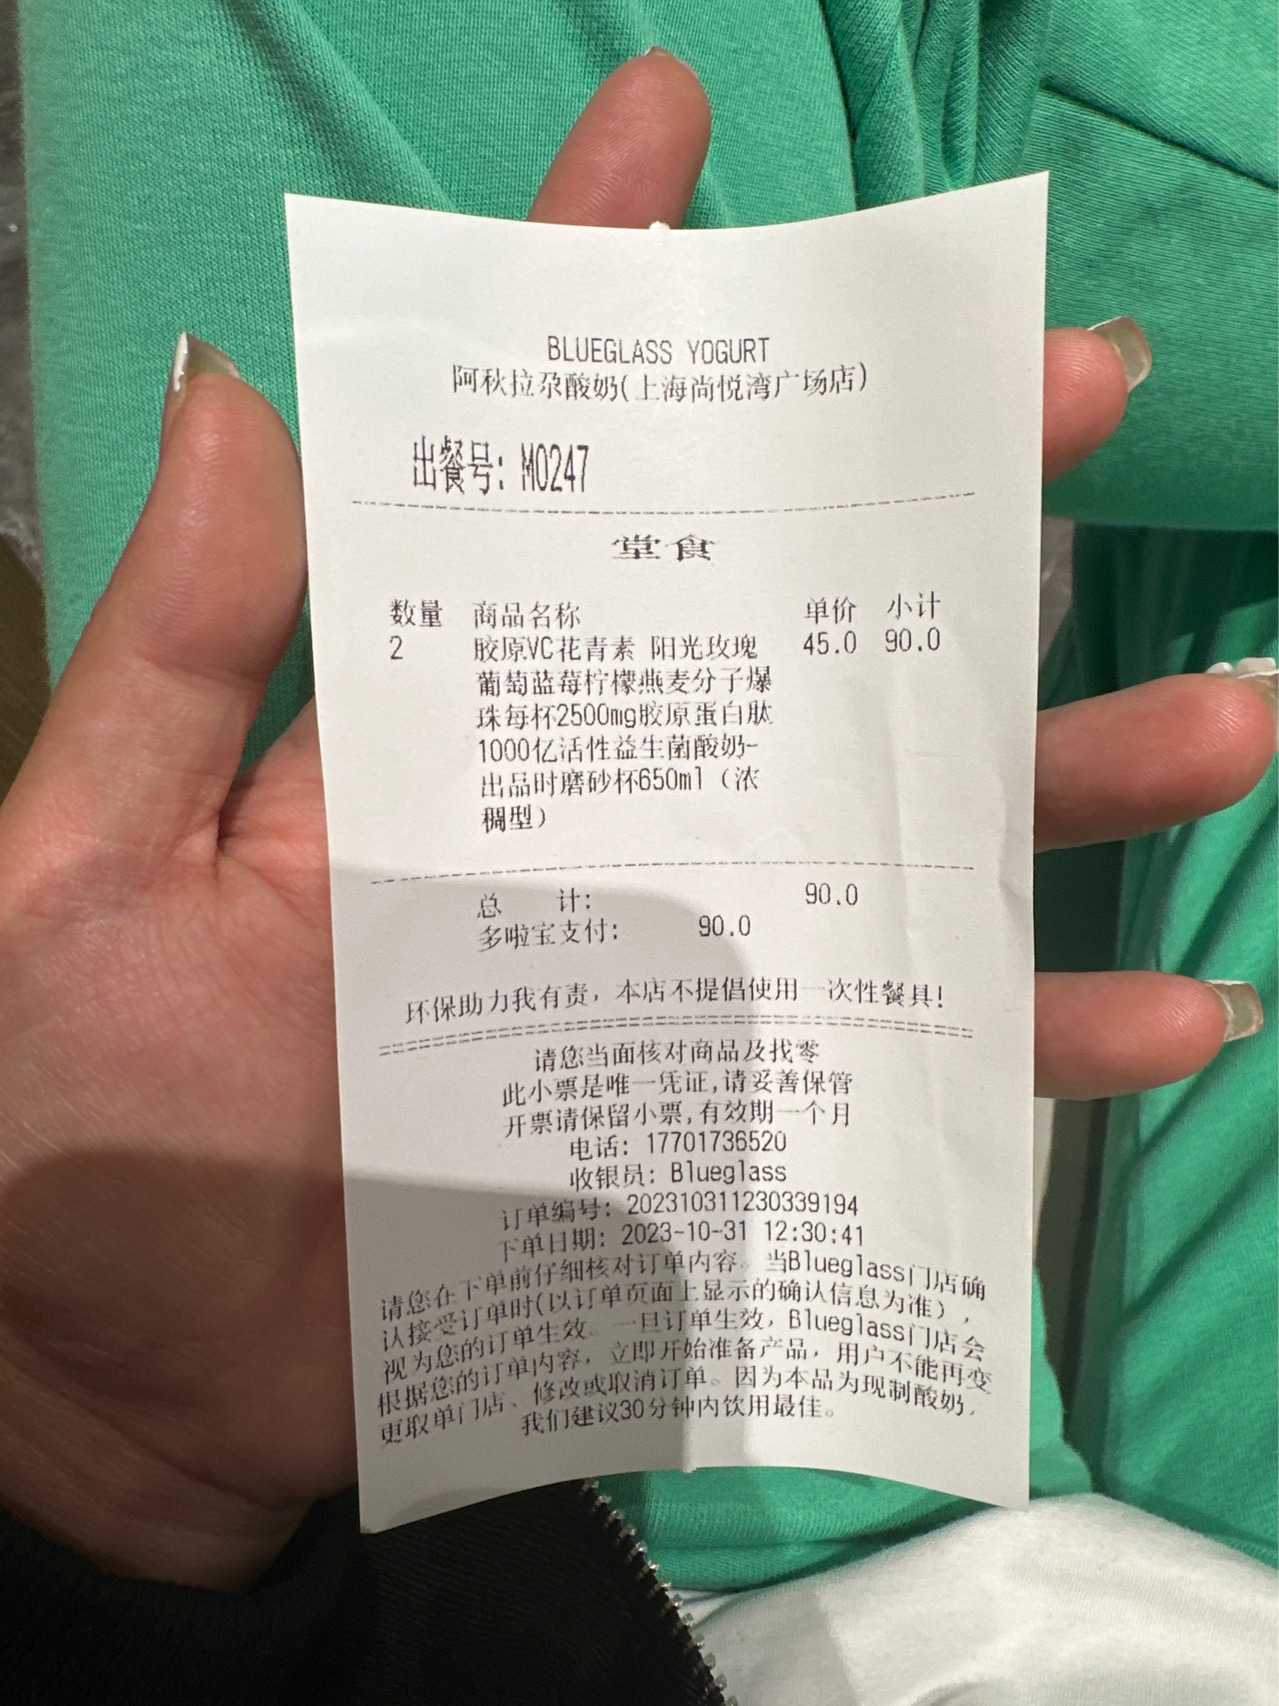 BLUEGLASS YOGURT
阿秋拉尕酸奶(上海尚悦湾广场店)
出餐号: M0247
堂食
数量 商品名称 单价 小计
2 胶原VC花青素 阳光玫瑰 45.0 90.0
葡萄蓝莓柠檬燕麦分子爆
珠每杯2500mg胶原蛋白肽
1000亿活性益生菌酸奶-
出品时磨砂杯650ml（浓
稠型）
总 计: 90.0
多啦宝支付: 90.0
环保助力我有责，本店不提倡使用一次性餐具!
请您当面核对商品及找零
此小票是唯一凭证,请妥善保管
开票请保留小票,有效期一个月
电话: 17701736520
收银员: Blueglass
订单编号: 202310311230339194
下单日期: 2023-10-31 12:30:41
请您在下单前仔细核对订单内容。当Blueglass门店确
认接受订单时(以订单页面上显示的确认信息为准)，
视为您的订单生效。一旦订单生效，Blueglass门店会
根据您的订单内容，立即开始准备产品，用户不能再变
更取单门店、修改或取消订单。因为本品为现制酸奶，
我们建议30分钟内饮用最佳。